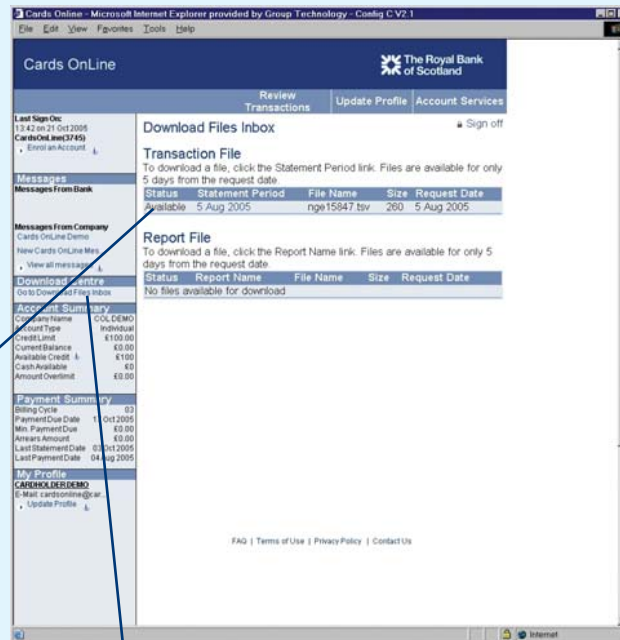 Cards Online - Microsoft Internet Explorer provided by Group Technology - Config C V2.1
File Edit View Favorites Tools Help
Cards OnLine
The Royal Bank
of Scotland
Review
Transactions
Update Profile
Account Services
Last Sign On:
13:42 on 21 Oct 2005
CardsOnLine(3745)
Enrol an Account
Messages
Messages From Bank
Messages From Company
Cards OnLine Demo
New Cards OnLine Mes
View all messages
Download Centre
Go to Download Files Inbox
Account Summary
Company Name COL DEMO
Account Type Individual
Credit Limit £100.00
Current Balance £0.00
Available Credit £100
Cash Available £0
Amount Overlimit £0.00
Payment Summary
Billing Cycle 03
Payment Due Date Oct 2005
Min. Payment Due £0.00
Arrears Amount £0.00
Last Statement Date 03 Oct 2005
Last Payment Date 04 Aug 2005
My Profile
CARDHOLDER DEMO
E-Mail: cardsonline@car...
Update Profile
Download Files Inbox
Sign off
Transaction File
To download a file, click the Statement Period link. Files are available for only
5 days from the request date
Status Statement Period File Name Size Request Date
Available 5 Aug 2005 nge15847.tsv 260 5 Aug 2005
Report File
To download a file, click the Report Name link. Files are available for only 5
days from the request date.
Status Report Name File Name Size Request Date
No files available for download
FAQ | Terms of Use | Privacy Policy | Contact Us
Internet